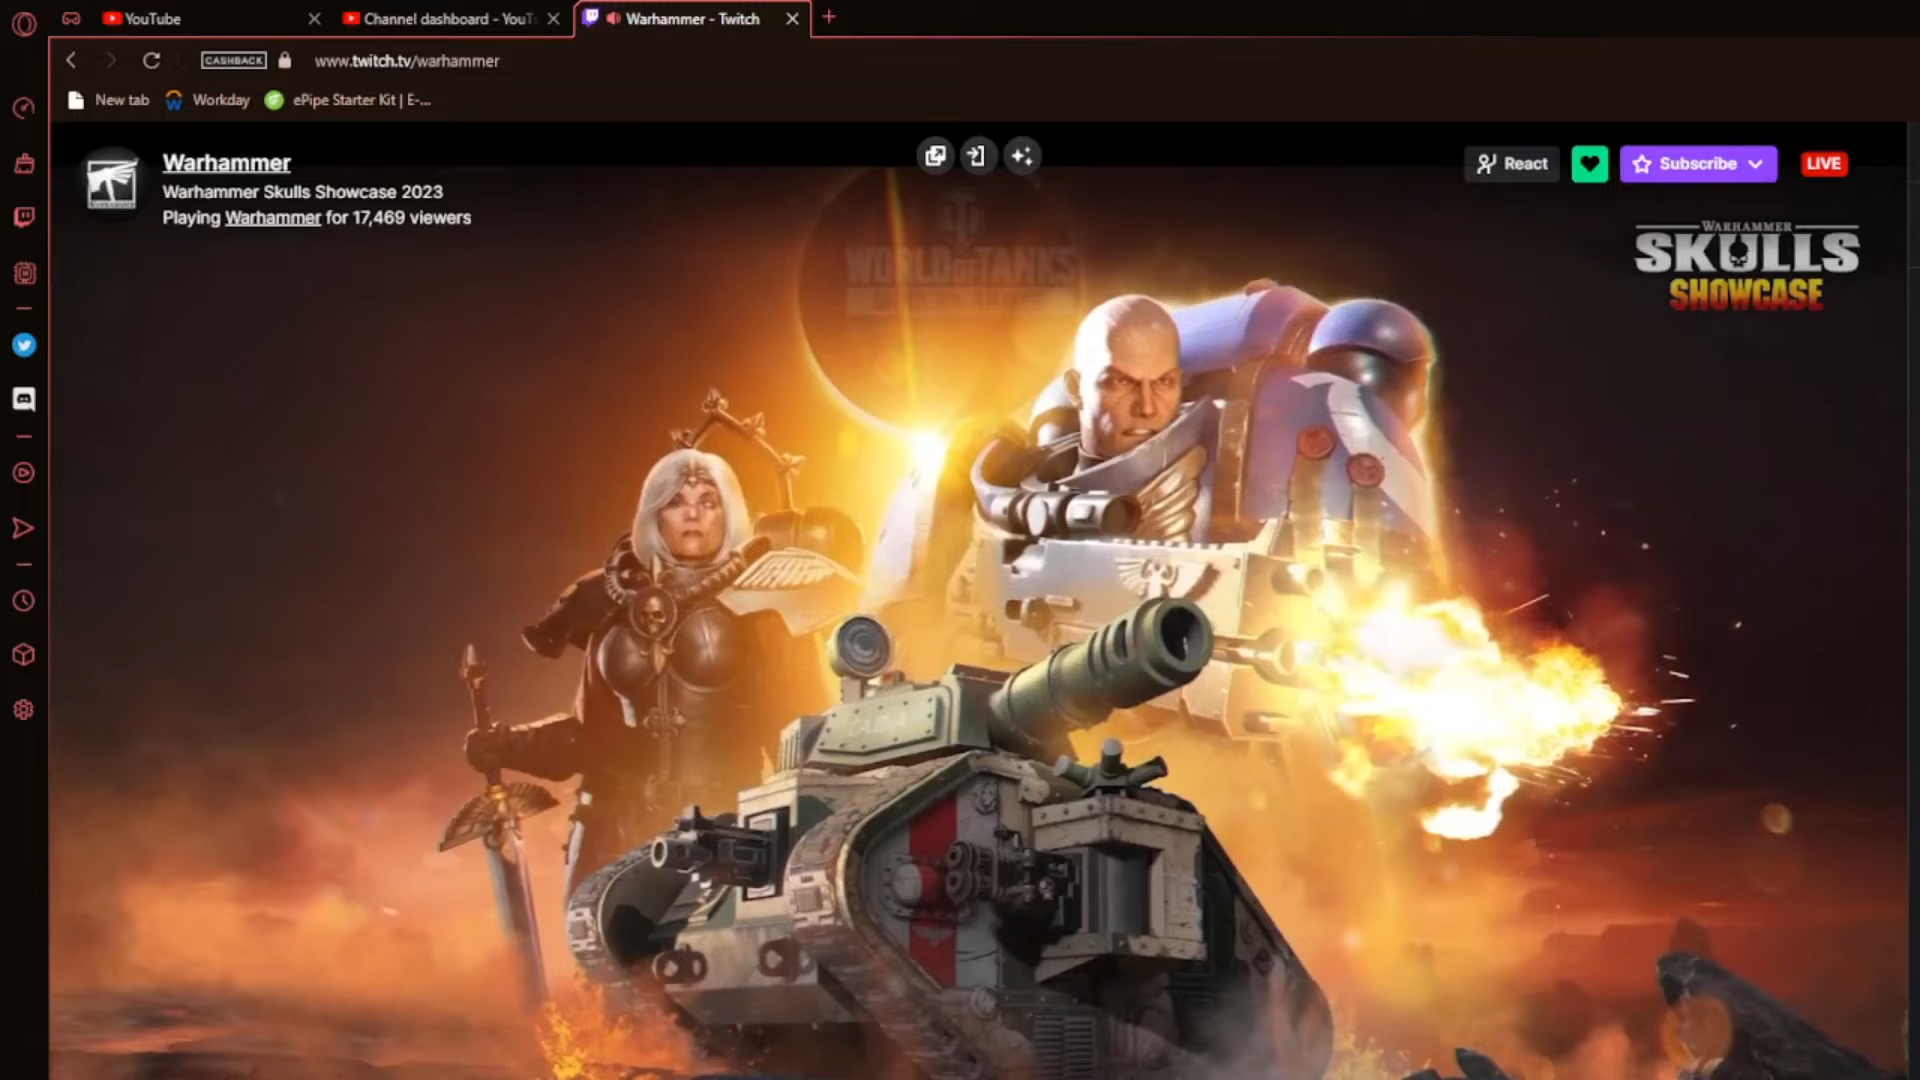 YouTube
Channel dashboard - YouT
Warhammer - Twitch
CASHBACK
www.twitch.tv/warhammer
New tab
Workday
ePipe Starter Kit | E-...
Warhammer
Warhammer Skulls Showcase 2023
Playing Warhammer for 17,469 viewers
React
Subscribe
LIVE
WARHAMMER
SKULLS
SHOWCASE
WORLD OF TANKS